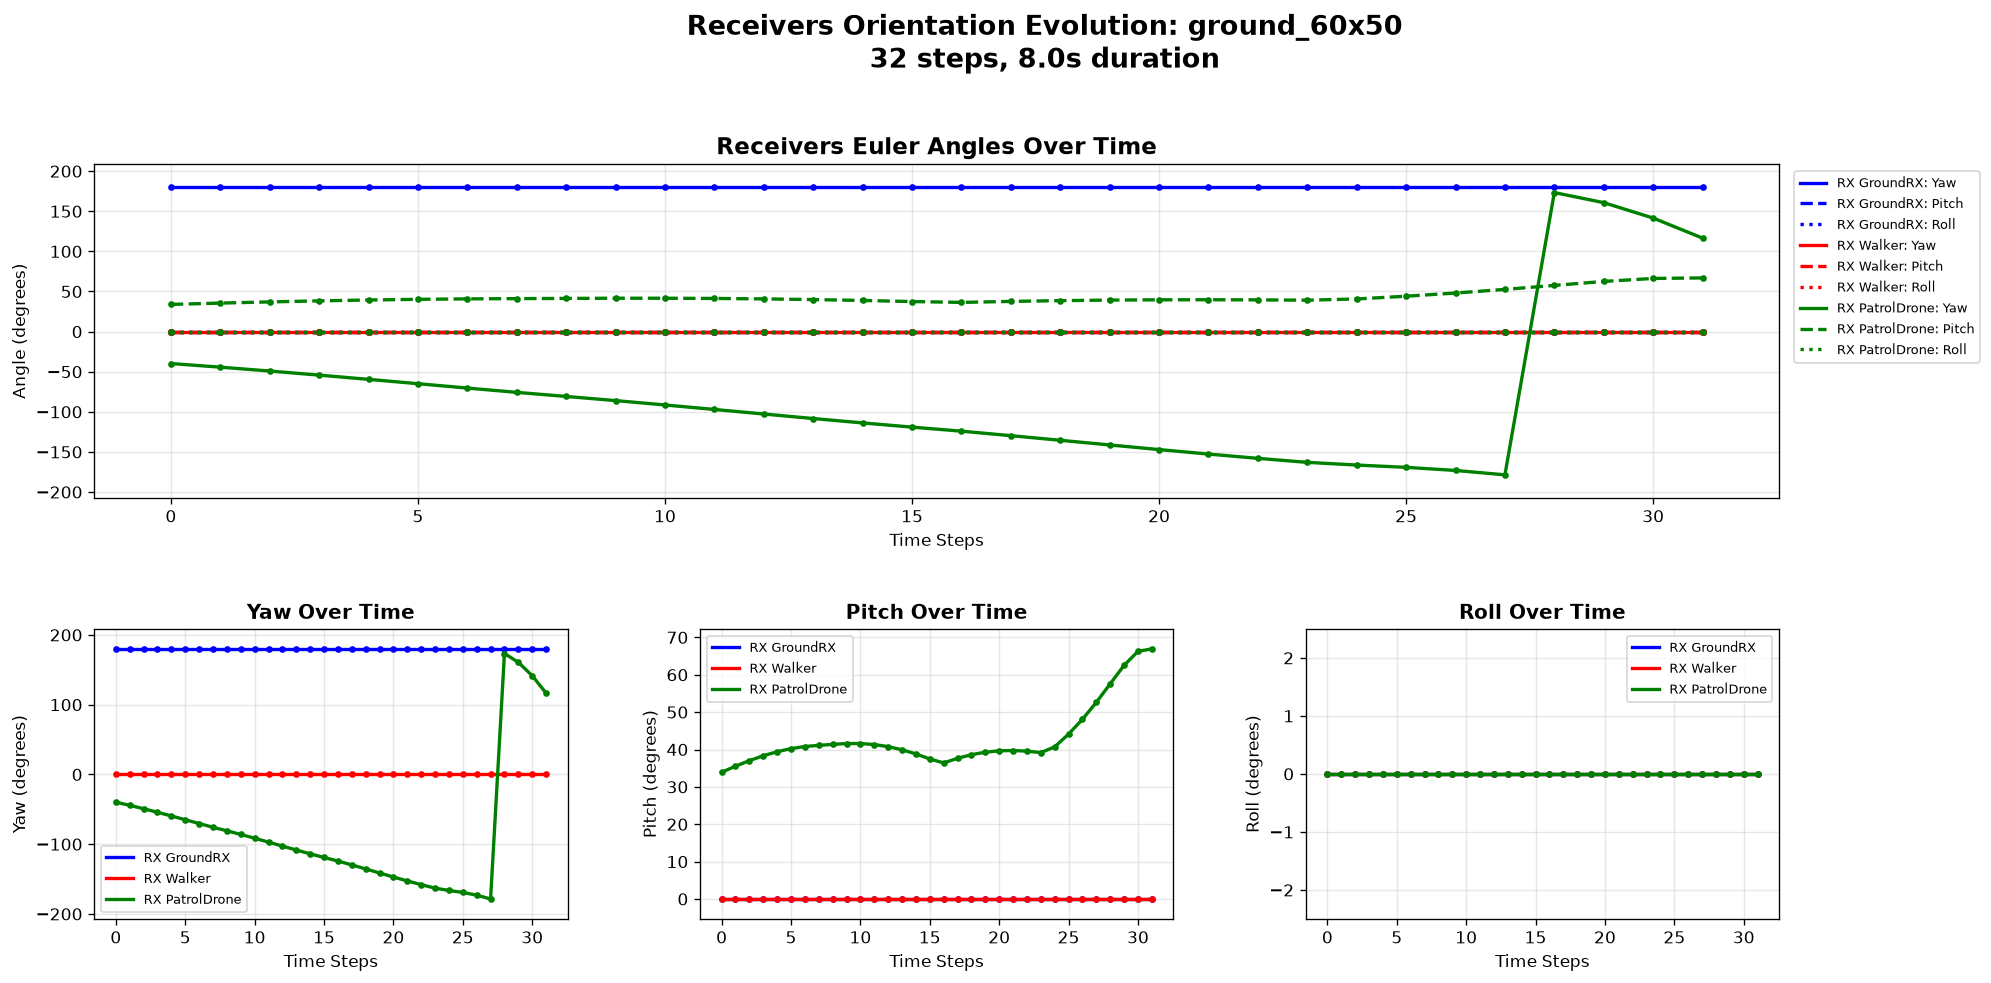 Receivers Orientation Evolution: ground_60x50
32 steps, 8.0s duration
Receivers Euler Angles Over Time
Angle (degrees)
200
150
100
50
0
−50
−100
−150
−200
0 5 10 15 20 25 30
Time Steps
RX GroundRX: Yaw
RX GroundRX: Pitch
RX GroundRX: Roll
RX Walker: Yaw
RX Walker: Pitch
RX Walker: Roll
RX PatrolDrone: Yaw
RX PatrolDrone: Pitch
RX PatrolDrone: Roll
Yaw Over Time
Yaw (degrees)
200
100
0
−100
−200
RX GroundRX
RX Walker
RX PatrolDrone
0 5 10 15 20 25 30
Time Steps
Pitch Over Time
Pitch (degrees)
70
60
50
40
30
20
10
0
RX GroundRX
RX Walker
RX PatrolDrone
0 5 10 15 20 25 30
Time Steps
Roll Over Time
Roll (degrees)
2
1
0
−1
−2
RX GroundRX
RX Walker
RX PatrolDrone
0 5 10 15 20 25 30
Time Steps